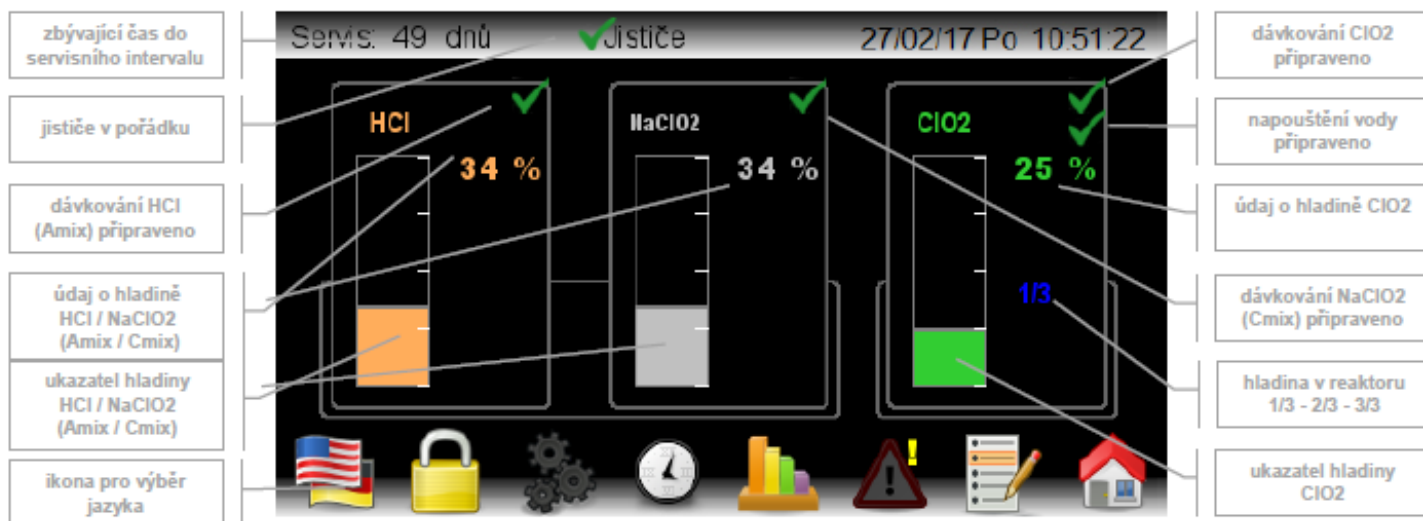 zbývající čas do
servisního intervalu
jističe v pořádku
dávkování HCl
(Amix) připraveno
údaj o hladině
HCl / NaClO2
(Amix / Cmix)
ukazatel hladiny
HCl / NaClO2
(Amix / Cmix)
ikona pro výběr
jazyka
Servis: 49 dnů
Jističe
27/02/17 Po 10:51:22
HCl
34 %
NaClO2
34 %
ClO2
25 %
1/3
dávkování ClO2
připraveno
napouštění vody
připraveno
údaj o hladině ClO2
dávkování NaClO2
(Cmix) připraveno
hladina v reaktoru
1/3 - 2/3 - 3/3
ukazatel hladiny
ClO2